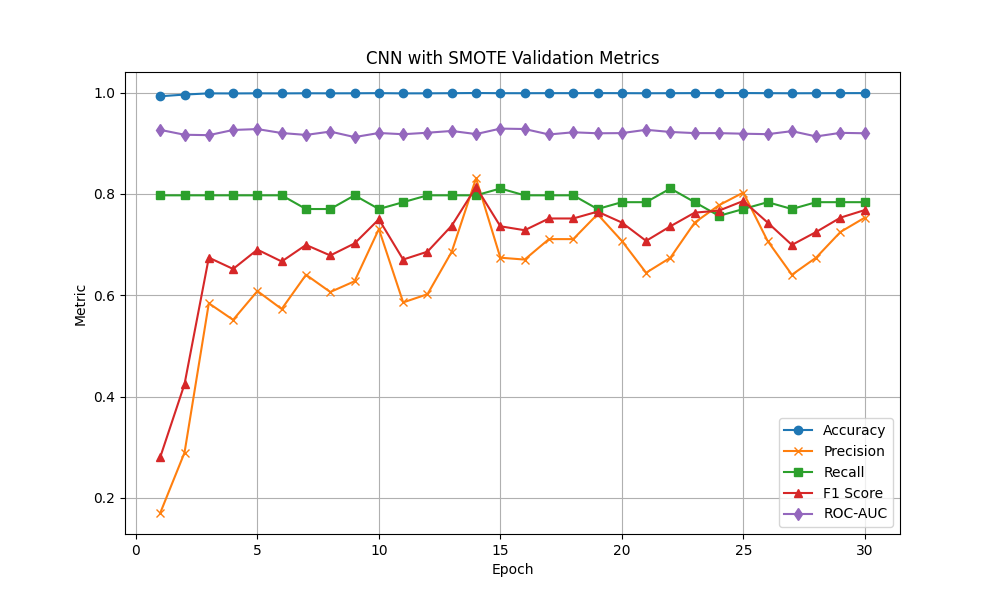 CNN with SMOTE Validation Metrics
1.0
0.8
0.6
0.4
0.2
Metric
Accuracy
Precision
Recall
F1 Score
ROC-AUC
0 5 10 15 20 25 30
Epoch